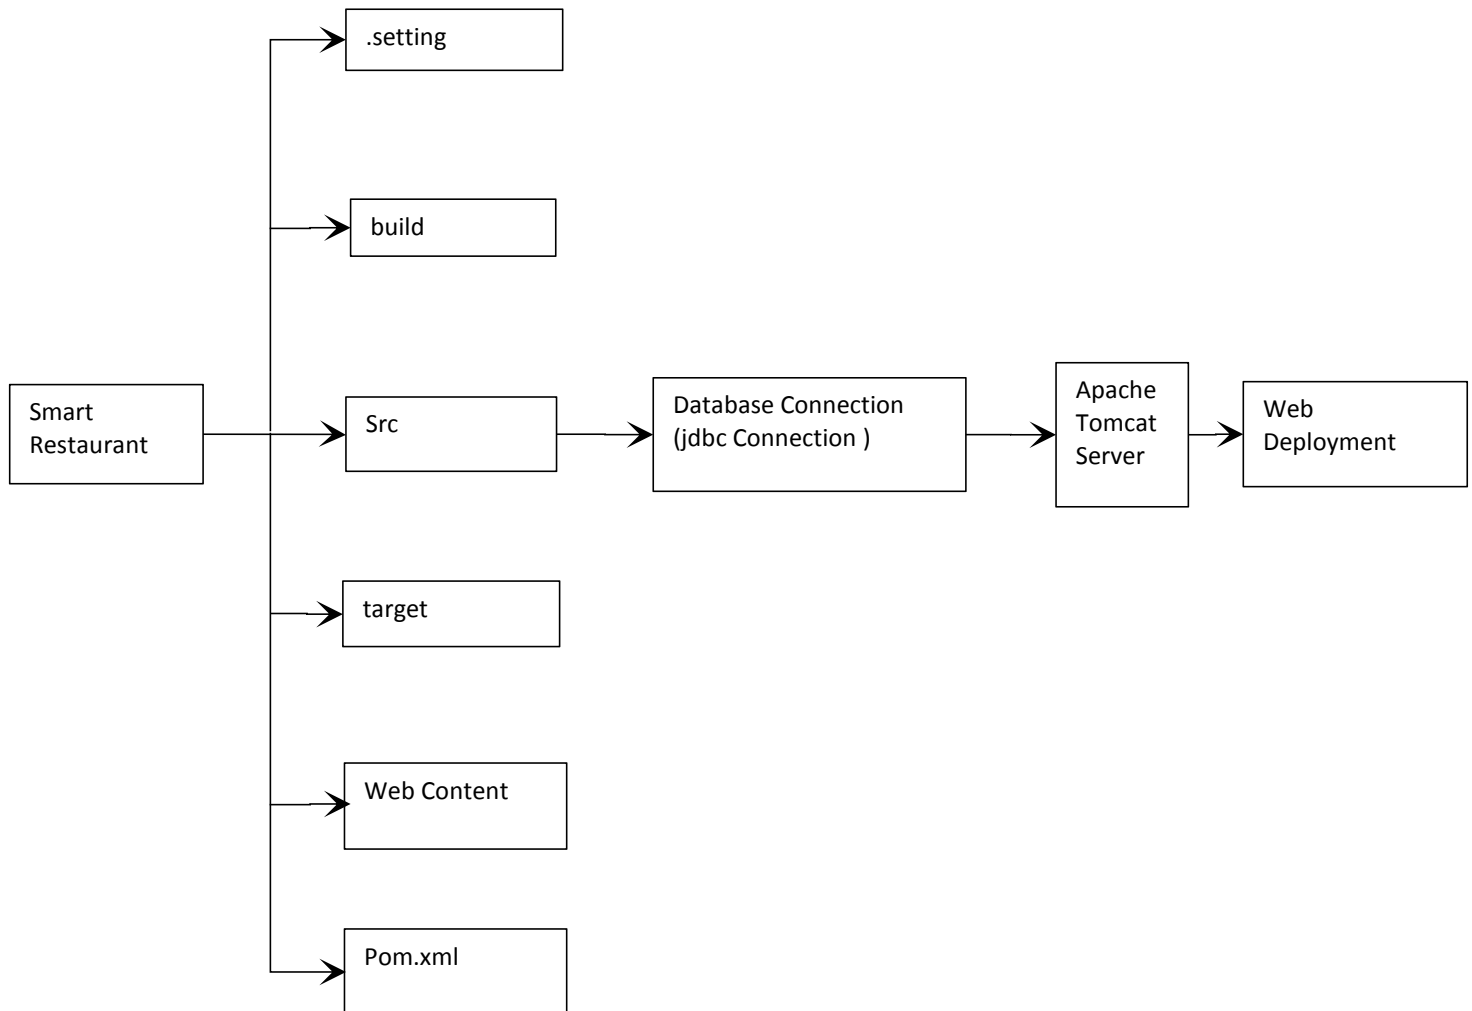 .setting
build
Smart
Restaurant
Src
Database Connection
(jdbc Connection )
Apache
Tomcat
Server
Web
Deployment
target
Web Content
Pom.xml